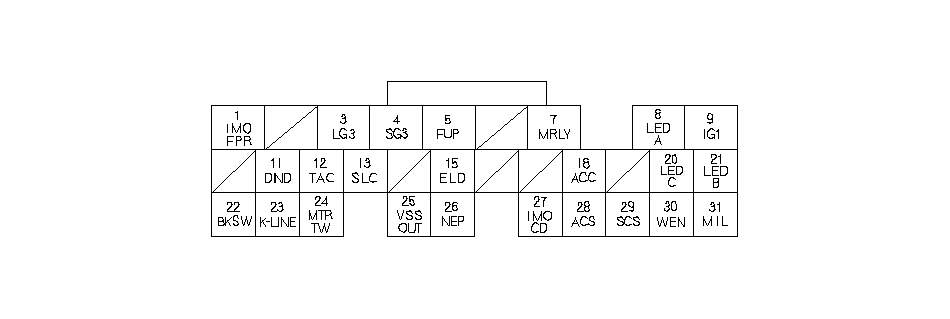 1 3 4 5 7 8 9
IMO FPR LG3 SG3 FUP MRLY LED A IG1
11 12 13 15 18 20 21
DND TAC SLC ELD ACC LED C LED B
22 23 24 25 26 27 28 29 30 31
BKSW K-LINE MTR TW VSS OUT NEP IMO CD ACS SCS WEN MIL